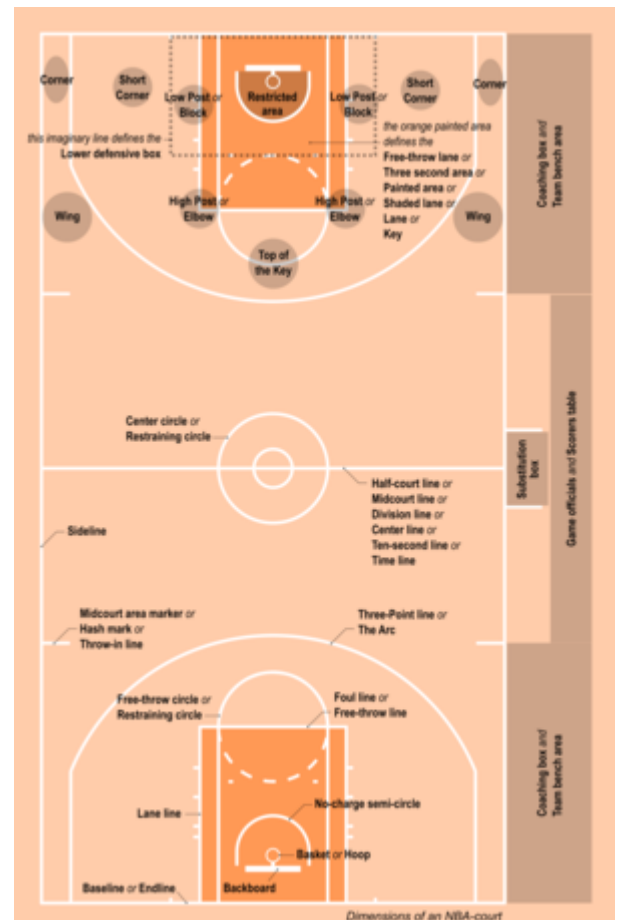 Corner
Short
Corner
Low Post or
Block
Restricted
area
Low Post or
Block
Short
Corner
Corner
this imaginary line defines the
Lower defensive box
the orange painted area
defines the
Free-throw lane or
Three second area or
Painted area or
Shaded lane or
Lane or
Key
Wing
High Post or
Elbow
High Post or
Elbow
Wing
Top of
the Key
Coaching box and
Team bench area
Center circle or
Restraining circle
Half-court line or
Midcourt line or
Division line or
Center line or
Ten-second line or
Time line
Substitution
box
Game officials and Scorers table
Sideline
Midcourt area marker or
Hash mark or
Throw-in line
Three-Point line or
The Arc
Free-throw circle or
Restraining circle
Foul line or
Free-throw line
Coaching box and
Team bench area
Lane line
No-charge semi-circle
Basket or Hoop
Baseline or Endline
Backboard
Dimensions of an NBA-court